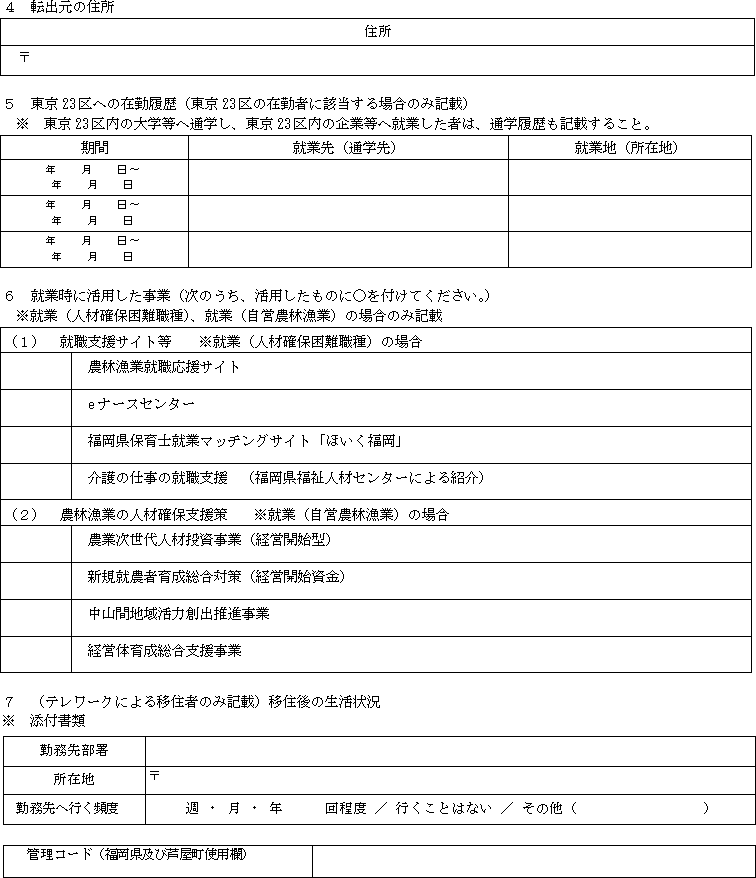 ４　転出元の住所
住所
〒
５　東京23区への在勤履歴（東京23区の在勤者に該当する場合のみ記載）
※　東京23区内の大学等へ通学し、東京23区内の企業等へ就業した者は、通学履歴も記載すること。
期間　就業先（通学先）　就業地（所在地）
年　　月　　日～
年　　月　　日
年　　月　　日～
年　　月　　日
年　　月　　日～
年　　月　　日
６　就業時に活用した事業（次のうち、活用したものに○を付けてください。）
※就業（人材確保困難職種）、就業（自営農林漁業）の場合のみ記載
（１）　就職支援サイト等　　※就業（人材確保困難職種）の場合
農林漁業就職応援サイト
eナースセンター
福岡県保育士就業マッチングサイト「ほいく福岡」
介護の仕事の就職支援　（福岡県福祉人材センターによる紹介）
（２）　農林漁業の人材確保支援策　　※就業（自営農林漁業）の場合
農業次世代人材投資事業（経営開始型）
新規就農者育成総合対策（経営開始資金）
中山間地域活力創出推進事業
経営体育成総合支援事業
７　（テレワークによる移住者のみ記載）移住後の生活状況
※　添付書類
勤務先部署
所在地　〒
勤務先へ行く頻度　週 ・ 月 ・ 年　　回程度 ／ 行くことはない ／ その他（　　　　　　　　　）
管理コード（福岡県及び芦屋町使用欄）